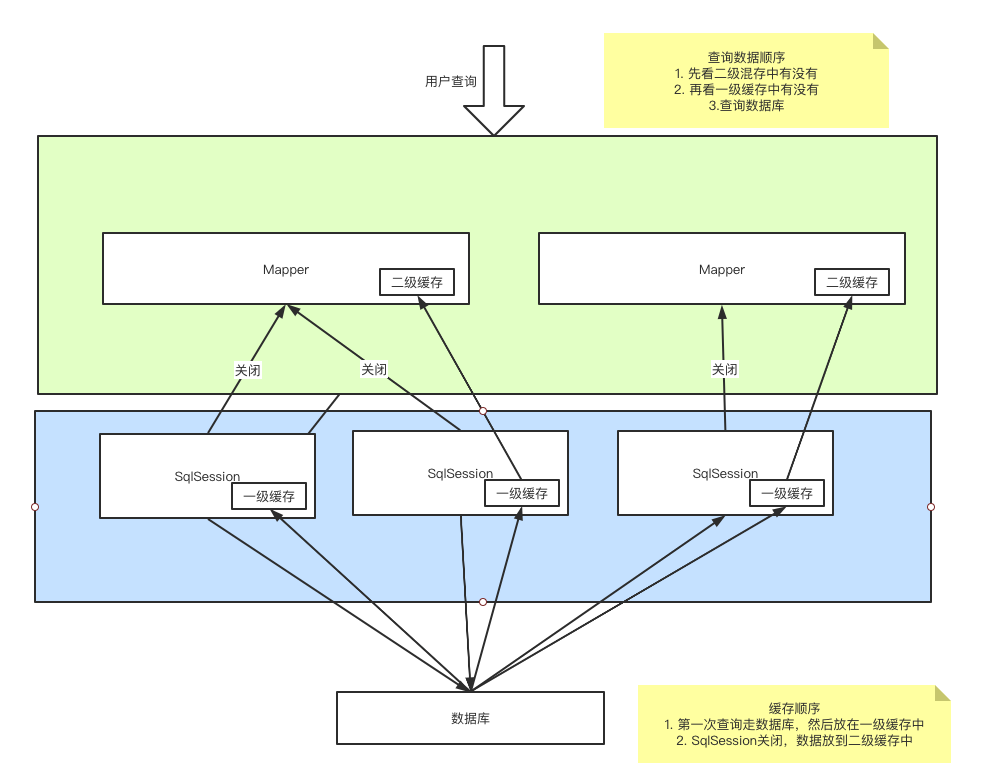 用户查询
查询数据顺序
1. 先看二级混存中有没有
2. 再看一级缓存中有没有
3.查询数据库
Mapper
二级缓存
Mapper
二级缓存
关闭
关闭
关闭
SqlSession
一级缓存
SqlSession
一级缓存
SqlSession
一级缓存
数据库
缓存顺序
1. 第一次查询走数据库，然后放在一级缓存中
2. SqlSession关闭，数据放到二级缓存中